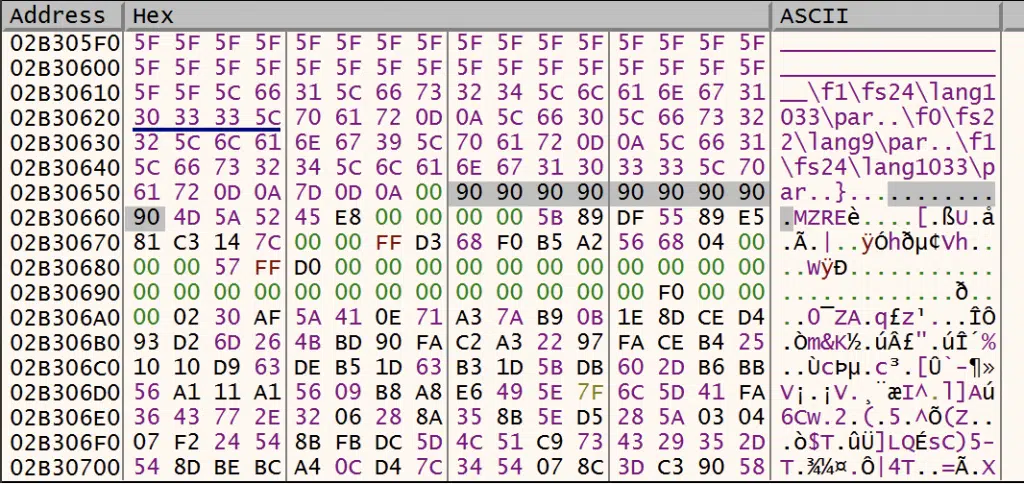 Address Hex ASCII
02B305F0 5F 5F 5F 5F 5F 5F 5F 5F 5F 5F 5F 5F 5F 5F 5F 5F ________________
02B30600 5F 5F 5F 5F 5F 5F 5F 5F 5F 5F 5F 5F 5F 5F 5F 5F ________________
02B30610 5F 5F 5C 66 31 5C 66 73 32 34 5C 6C 61 6E 67 31 __\f1\fs24\lang1
02B30620 30 33 33 5C 70 61 72 0D 0A 5C 66 30 5C 66 73 32 033\par..\f0\fs2
02B30630 32 5C 6C 61 6E 67 39 5C 70 61 72 0D 0A 5C 66 31 2\lang9\par..\f1
02B30640 5C 66 73 32 34 5C 6C 61 6E 67 31 30 33 33 5C 70 \fs24\lang1033\p
02B30650 61 72 0D 0A 7D 0D 0A 00 90 90 90 90 90 90 90 90 ar..}...........
02B30660 90 4D 5A 52 45 E8 00 00 00 00 5B 89 DF 55 89 E5 .MZREè....[.ßU.å
02B30670 81 C3 14 7C 00 00 FF D3 68 F0 B5 A2 56 68 04 00 .Ã.|..ÿÓhðµ¢Vh..
02B30680 00 00 57 FF D0 00 00 00 00 00 00 00 00 00 00 00 ..WÿÐ...........
02B30690 00 00 00 00 00 00 00 00 00 00 00 00 00 F0 00 00 .............ð..
02B306A0 00 02 30 AF 5A 41 0E 71 A3 7A B9 0B 1E 8D CE D4 ..0¯ZA.q£z¹...ÎÔ
02B306B0 93 D2 6D 26 4B BD 90 FA C2 A3 22 97 FA CE B4 25 .Òm&K½.úÂ£".úÎ´%
02B306C0 10 10 D9 63 DE B5 1D 63 B3 1D 5B DB 60 2D B6 BB ..ÙcÞµ.c³.[Û`-¶»
02B306D0 56 A1 11 A1 56 09 B8 A8 E6 49 5E 7F 6C 5D 41 FA V¡.¡V.¸¨æI^.l]Aú
02B306E0 36 43 77 2E 32 06 28 8A 35 8B 5E D5 28 5A 03 04 6Cw.2.(.5.^Õ(Z..
02B306F0 07 F2 24 54 8B FB DC 5D 4C 51 C9 73 43 29 35 2D .ò$T.ûÜ]LQÉsC)5-
02B30700 54 8D BE BC A4 0C D4 7C 34 54 07 8C 3D C3 90 58 T.¾¼¤.Ô|4T..=Ã.X